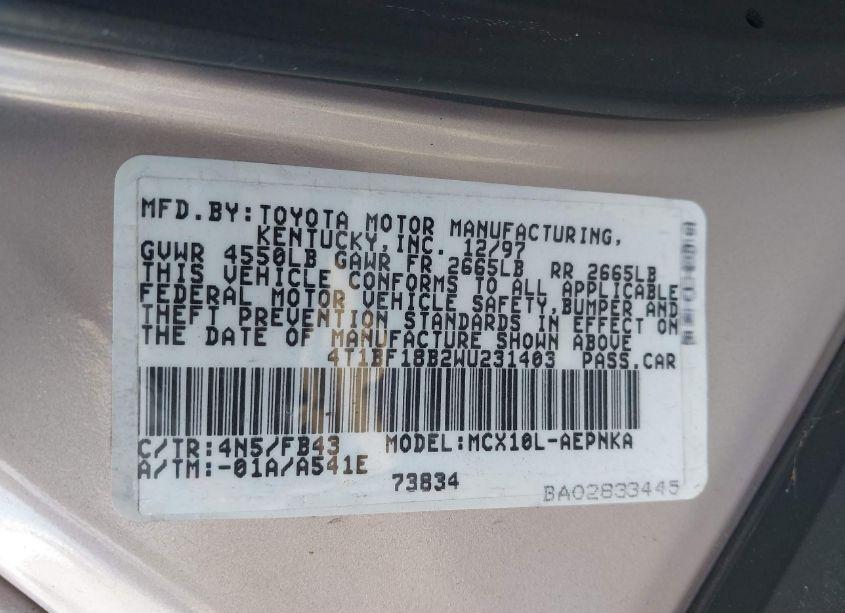 MFD.BY:TOYOTA MOTOR MANUFACTURING,
KENTUCKY,INC. 12/97
GVWR 4550LB GAWR FR 2665LB RR 2665LB
THIS VEHICLE CONFORMS TO ALL APPLICABLE
FEDERAL MOTOR VEHICLE SAFETY,BUMPER AND
THEFT PREVENTION STANDARDS IN EFFECT ON
THE DATE OF MANUFACTURE SHOWN ABOVE
4T1BF18B2WU231403 PASS.CAR
C/TR:4N5/FB43 MODEL:MCX10L-AEPNKA
A/TM:-01A/A541E
73834
BA02833445